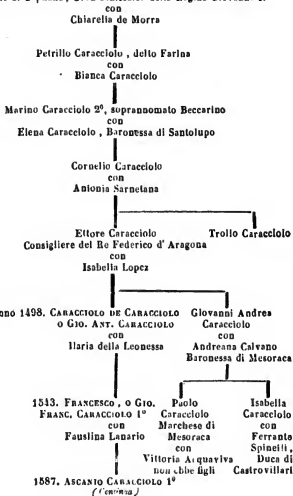 con
Chiarella de Morra
Petrillo Caracciolo , detto Farina
con
Bianca Caracciolo
Marino Caracciolo 2º, soprannomato Beccarino
con
Elena Caracciolo , Baronessa di Santolupo
Cornelio Caracciolo
con
Antonia Sarnetana
Ettore Caracciolo
Consigliere del Re Federico d' Aragona
con
Isabella Lopez
Trollo Caracciolo
nno 1498. CARACCIOLO DE CARACCIOLO
O GIO. ANT. CARACCIOLO
con
Ilaria della Leonessa
Giovanni Andrea
Caracciolo
con
Andreana Calvano
Baronessa di Mesoraca
1543. FRANCESCO , O GIO.
FRANC. CARACCIOLO 1º
con
Faustina Lanario
Paolo
Caracciolo
Marchese di
Mesoraca
con
Vittoria Acquaviva
non ebbe figli
Isabella
Caracciolo
con
Ferrante
Spinelli,
Duca di
Castrovillari
1587. ASCANIO CARACCIOLO 1º
(Continua)